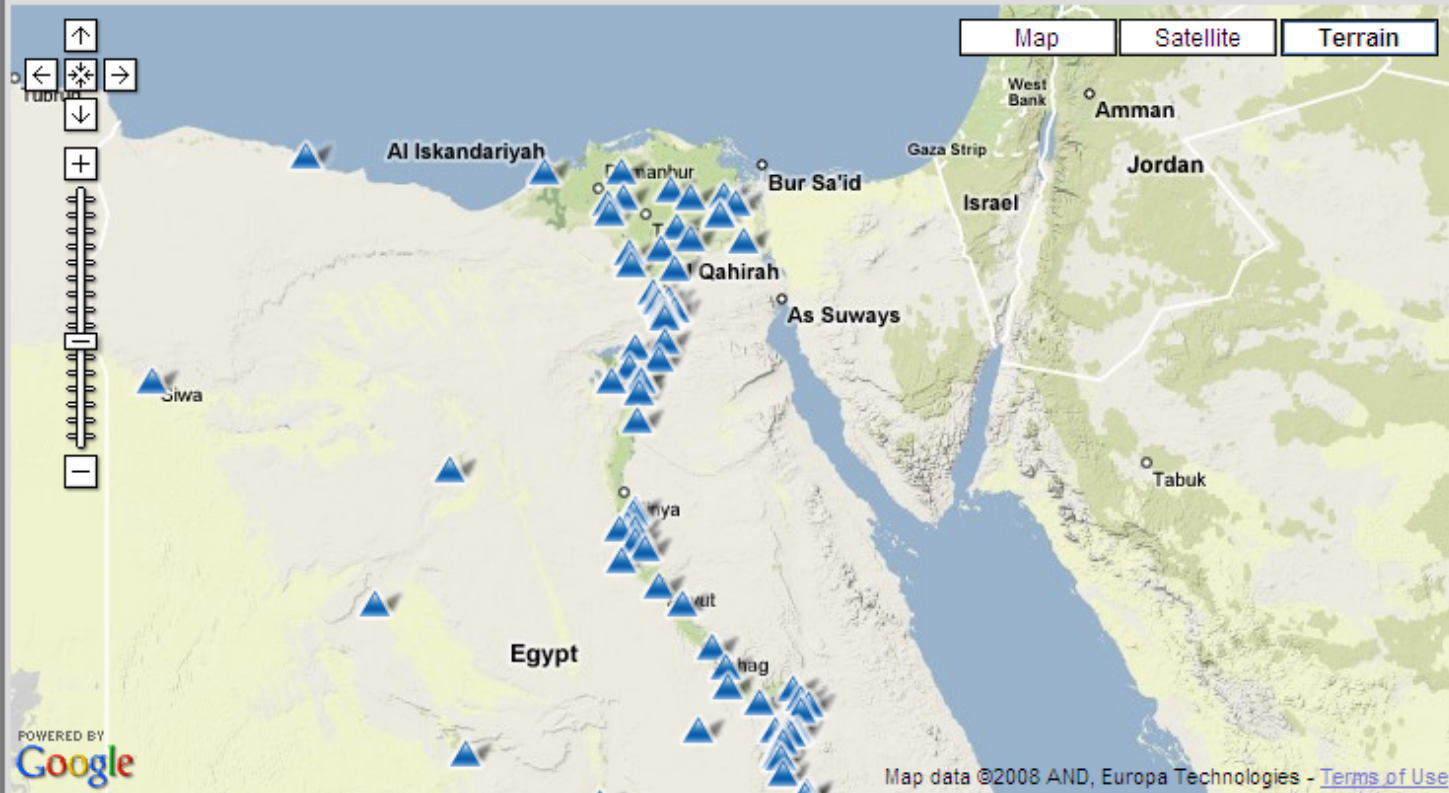 Map
Satellite
Terrain
West
Bank
Amman
Al Iskandariyah
Gaza Strip
Jordan
Bur Sa'id
Israel
Qahirah
As Suways
Siwa
Tabuk
Egypt
POWERED BY
Google
Map data ©2008 AND, Europa Technologies - Terms of Use